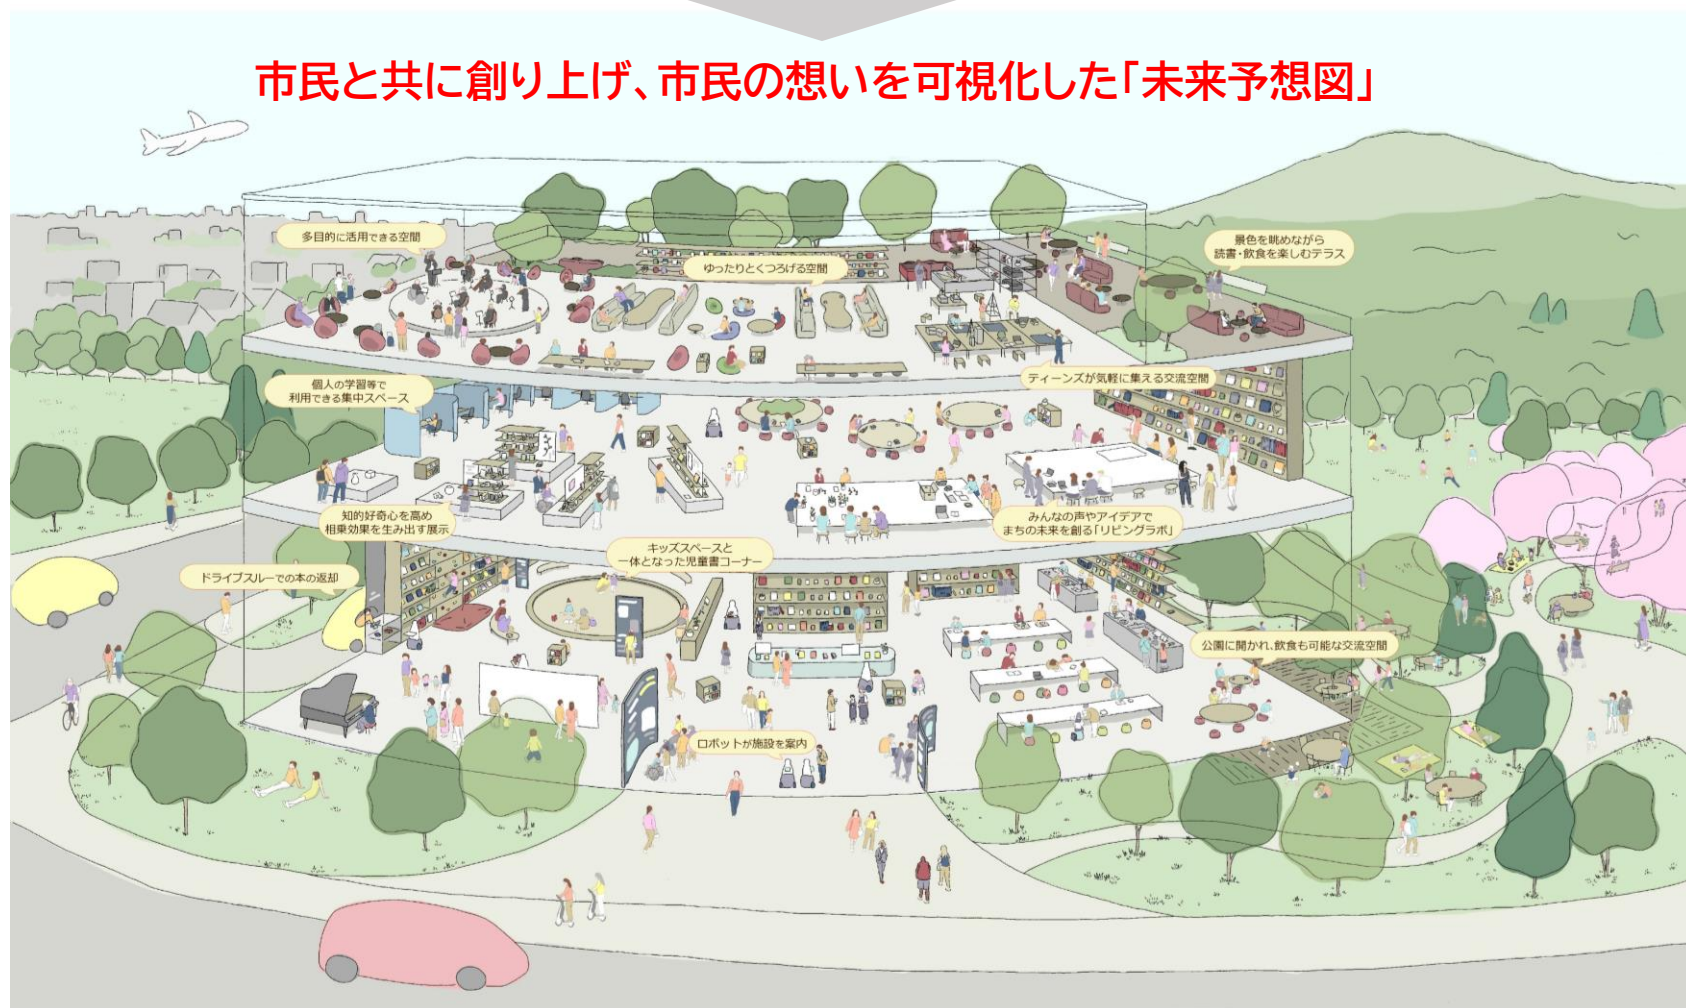 市民と共に創り上げ、市民の想いを可視化した「未来予想図」
多目的に活用できる空間
ゆったりとくつろげる空間
景色を眺めながら
読書・飲食を楽しむテラス
個人の学習等で
利用できる集中スペース
ティーンズが気軽に集える交流空間
知的好奇心を高め
相乗効果を生み出す展示
みんなの声やアイデアで
まちの未来を創る「リビングラボ」
キッズスペースと
一体となった児童書コーナー
ドライブスルーでの本の返却
公園に開かれ、飲食も可能な交流空間
ロボットが施設を案内